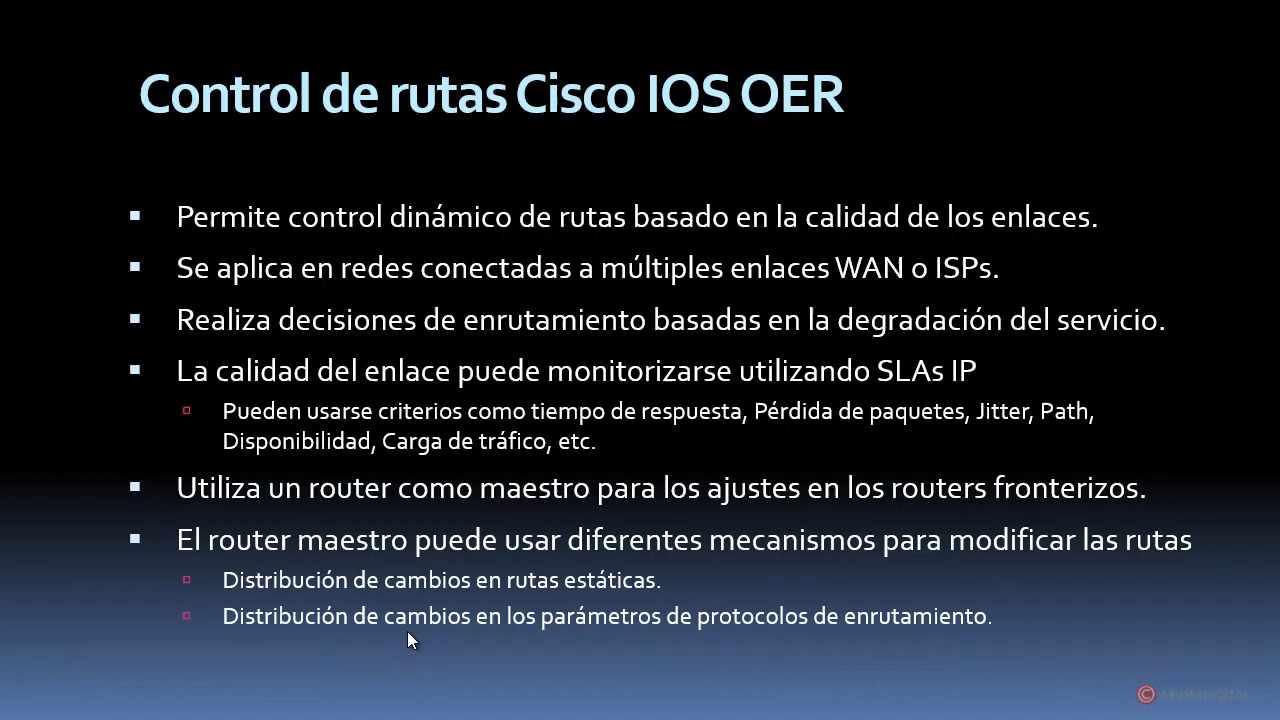 Control de rutas Cisco IOS OER
Permite control dinámico de rutas basado en la calidad de los enlaces.
Se aplica en redes conectadas a múltiples enlaces WAN o ISPs.
Realiza decisiones de enrutamiento basadas en la degradación del servicio.
La calidad del enlace puede monitorizarse utilizando SLAs IP
Pueden usarse criterios como tiempo de respuesta, Pérdida de paquetes, Jitter, Path,
Disponibilidad, Carga de tráfico, etc.
Utiliza un router como maestro para los ajustes en los routers fronterizos.
El router maestro puede usar diferentes mecanismos para modificar las rutas
Distribución de cambios en rutas estáticas.
Distribución de cambios en los parámetros de protocolos de enrutamiento.